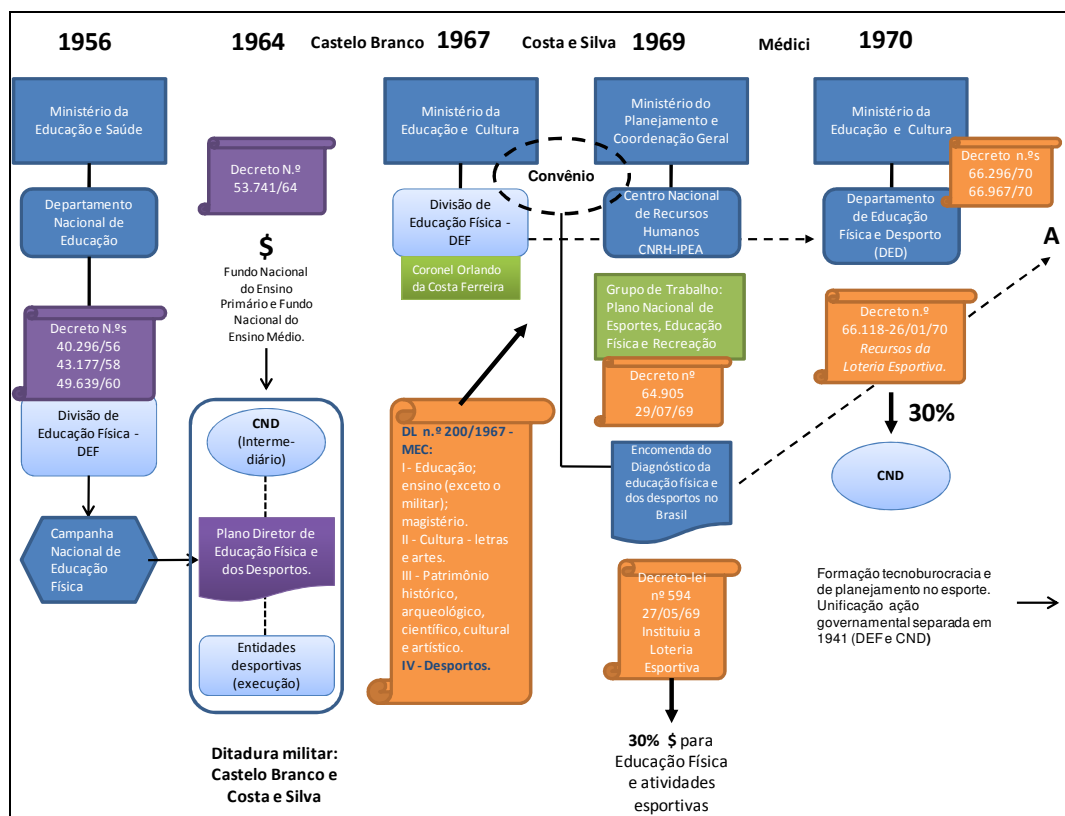 1956
1964
Castelo Branco
1967
Costa e Silva
1969
Médici
1970
Ministério da
Educação e Saúde
Departamento
Nacional de
Educação
Decreto N.ºs
40.296/56
43.177/58
49.639/60
Divisão de
Educação Física -
DEF
Campanha
Nacional de
Educação
Física
Decreto N.º
53.741/64
$
Fundo Nacional
do Ensino
Primário e Fundo
Nacional do
Ensino Médio.
CND
(Interme-
diário)
Plano Diretor de
Educação Física e
dos Desportos.
Entidades
desportivas
(execução)
Ditadura militar:
Castelo Branco e
Costa e Silva
Ministério da
Educação e Cultura
Convênio
Divisão de
Educação Física -
DEF
Coronel Orlando
da Costa Ferreira
DL n.º 200/1967 -
MEC:
I - Educação;
ensino (exceto o
militar);
magistério.
II - Cultura - letras
e artes.
III - Patrimônio
histórico,
arqueológico,
científico, cultural
e artístico.
IV - Desportos.
Ministério do
Planejamento e
Coordenação Geral
Centro Nacional
de Recursos
Humanos
CNRH-IPEA
Grupo de Trabalho:
Plano Nacional de
Esportes, Educação
Física e Recreação
Decreto nº
64.905
29/07/69
Encomenda do
Diagnóstico da
educação física e
dos desportos no
Brasil
Decreto-lei
nº 594
27/05/69
Instituiu a
Loteria
Esportiva
30% $ para
Educação Física
e atividades
esportivas
Ministério da
Educação e Cultura
Decreto n.ºs
66.296/70
66.967/70
Departamento
de Educação
Física e Desporto
(DED)
A
Decreto n.º
66.118-26/01/70
Recursos da
Loteria Esportiva.
30%
CND
Formação tecnoburocracia e
de planejamento no esporte.
Unificação ação
governamental separada em
1941 (DEF e CND)